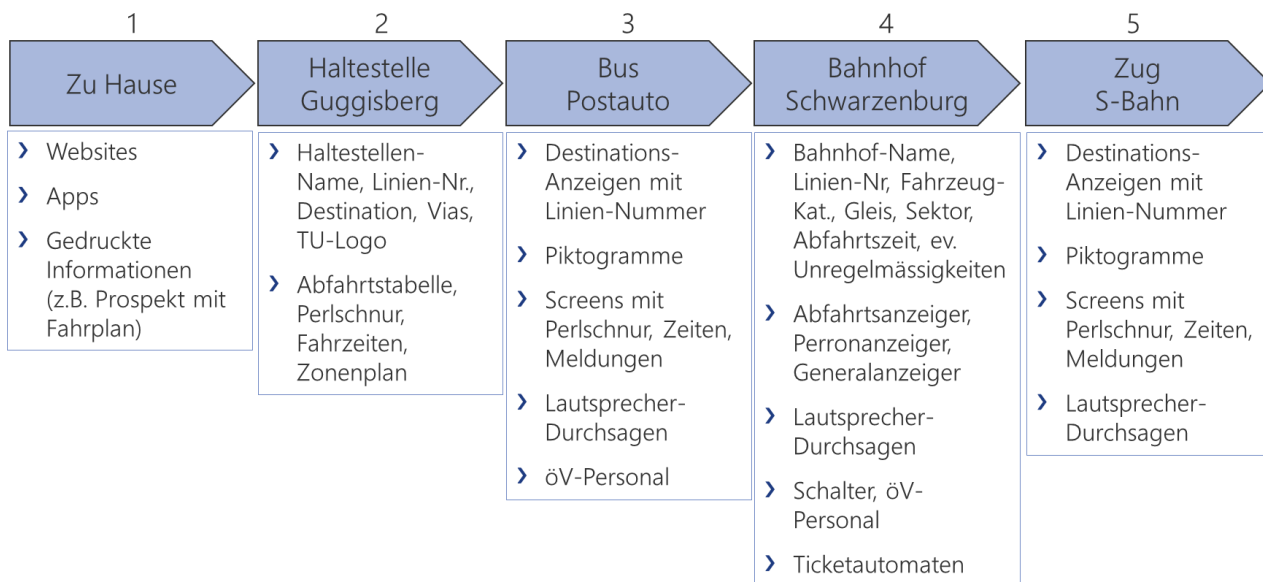 1
Zu Hause
Websites
Apps
Gedruckte
Informationen
(z.B. Prospekt mit
Fahrplan)
2
Haltestelle
Guggisberg
Haltestellen-
Name, Linien-Nr.,
Destination, Vias,
TU-Logo
Abfahrtstabelle,
Perlschnur,
Fahrzeiten,
Zonenplan
3
Bus
Postauto
Destinations-
Anzeigen mit
Linien-Nummer
Piktogramme
Screens mit
Perlschnur, Zeiten,
Meldungen
Lautsprecher-
Durchsagen
öV-Personal
4
Bahnhof
Schwarzenburg
Bahnhof-Name,
Linien-Nr, Fahrzeug-
Kat., Gleis, Sektor,
Abfahrtszeit, ev.
Unregelmässigkeiten
Abfahrtsanzeiger,
Perronanzeiger,
Generalanzeiger
Lautsprecher-
Durchsagen
Schalter, öV-
Personal
Ticketautomaten
5
Zug
S-Bahn
Destinations-
Anzeigen mit
Linien-Nummer
Piktogramme
Screens mit
Perlschnur, Zeiten,
Meldungen
Lautsprecher-
Durchsagen